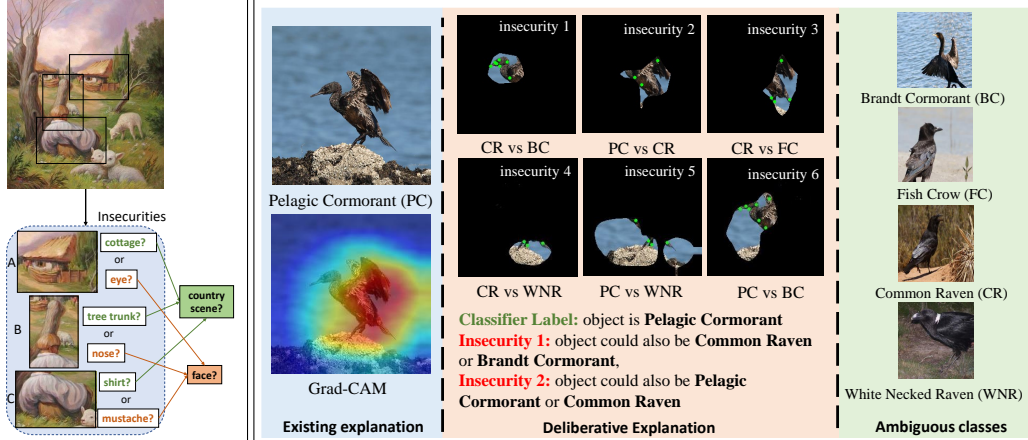 Insecurities
A
cottage?
or
eye?
B
tree trunk?
or
nose?
C
shirt?
or
mustache?
country
scene?
face?
Pelagic Cormorant (PC)
Grad-CAM
Existing explanation
insecurity 1
insecurity 2
insecurity 3
CR vs BC
PC vs CR
CR vs FC
insecurity 4
insecurity 5
insecurity 6
CR vs WNR
PC vs WNR
PC vs BC
Classifier Label: object is Pelagic Cormorant
Insecurity 1: object could also be Common Raven
or Brandt Cormorant,
Insecurity 2: object could also be Pelagic
Cormorant or Common Raven
Deliberative Explanation
Brandt Cormorant (BC)
Fish Crow (FC)
Common Raven (CR)
White Necked Raven (WNR)
Ambiguous classes